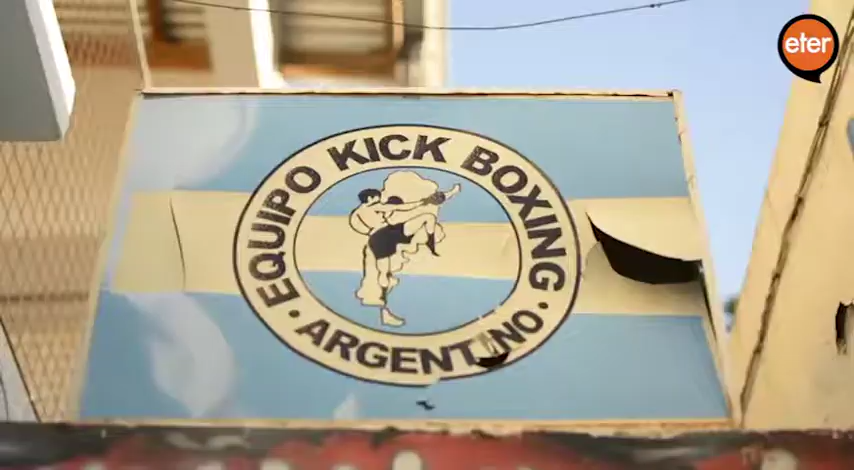 eter
EQUIPO KICK BOXING
• ARGENTINO •